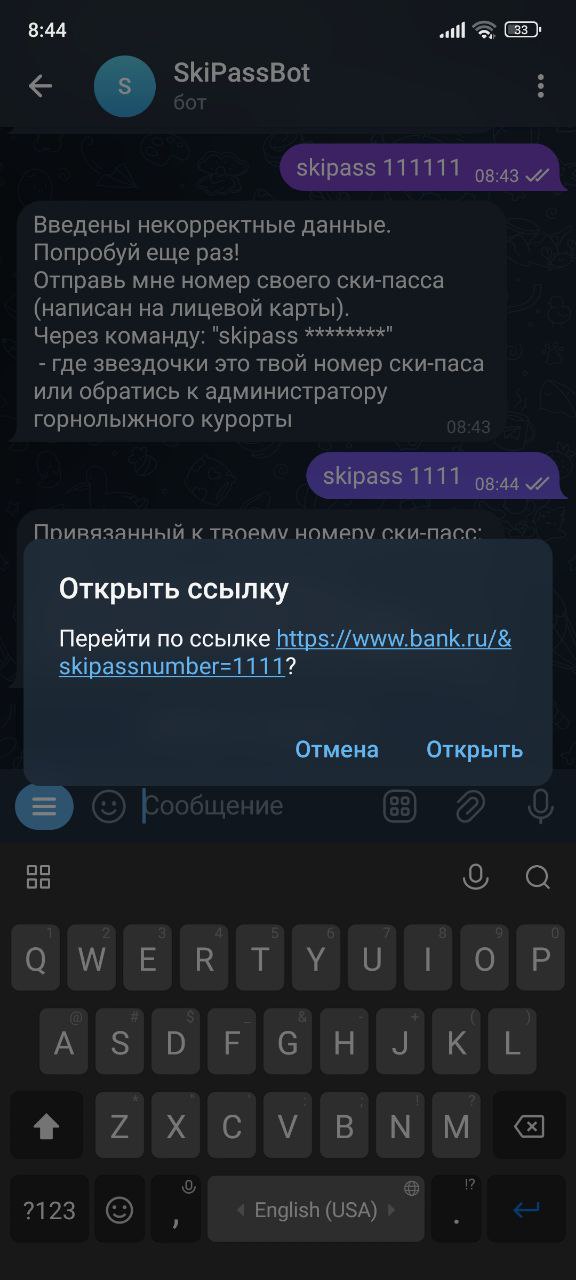 8:44
33
S
SkiPassBot
бот
skipass 111111 08:43
Введены некорректные данные.
Попробуй еще раз!
Отправь мне номер своего ски-пасса
(написан на лицевой карты).
Через команду: "skipass ********"
- где звездочки это твой номер ски-паса
или обратись к администратору
горнолыжного курорты
08:43
skipass 1111 08:44
Привязанный к твоему номеру ски-пасс:
Открыть ссылку
Перейти по ссылке https://www.bank.ru/&
skipassnumber=1111?
Отмена Открыть
Сообщение
1 2 3 4 5 6 7 8 9 0
Q W E R T Y U I O P
@ # $ _ & - + ( )
A S D F G H J K L
* " ' : ; ! ?
Z X C V B N M
?123 , English (USA) . !?